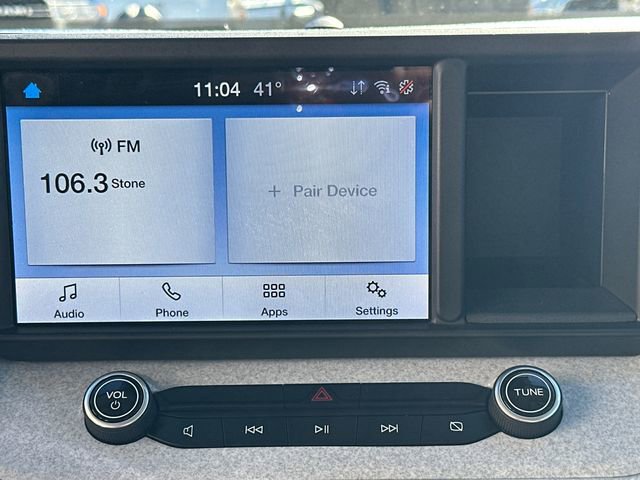 11:04 41°
FM
106.3 Stone
+ Pair Device
Audio Phone Apps Settings
VOL
TUNE